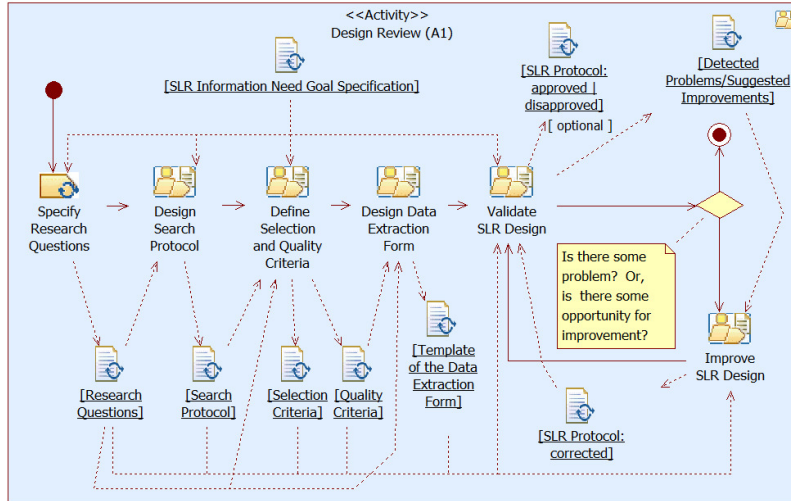 <<Activity>>
Design Review (A1)
[SLR Information Need Goal Specification]
[SLR Protocol:
approved |
disapproved]
[ optional ]
[Detected
Problems/Suggested
Improvements]
Specify
Research
Questions
Design
Search
Protocol
Define
Selection
and Quality
Criteria
Design Data
Extraction
Form
Validate
SLR Design
Is there some
problem? Or,
is there some
opportunity for
improvement?
Improve
SLR Design
[Research
Questions]
[Search
Protocol]
[Selection
Criteria]
[Quality
Criteria]
[Template
of the Data
Extraction
Form]
[SLR Protocol:
corrected]